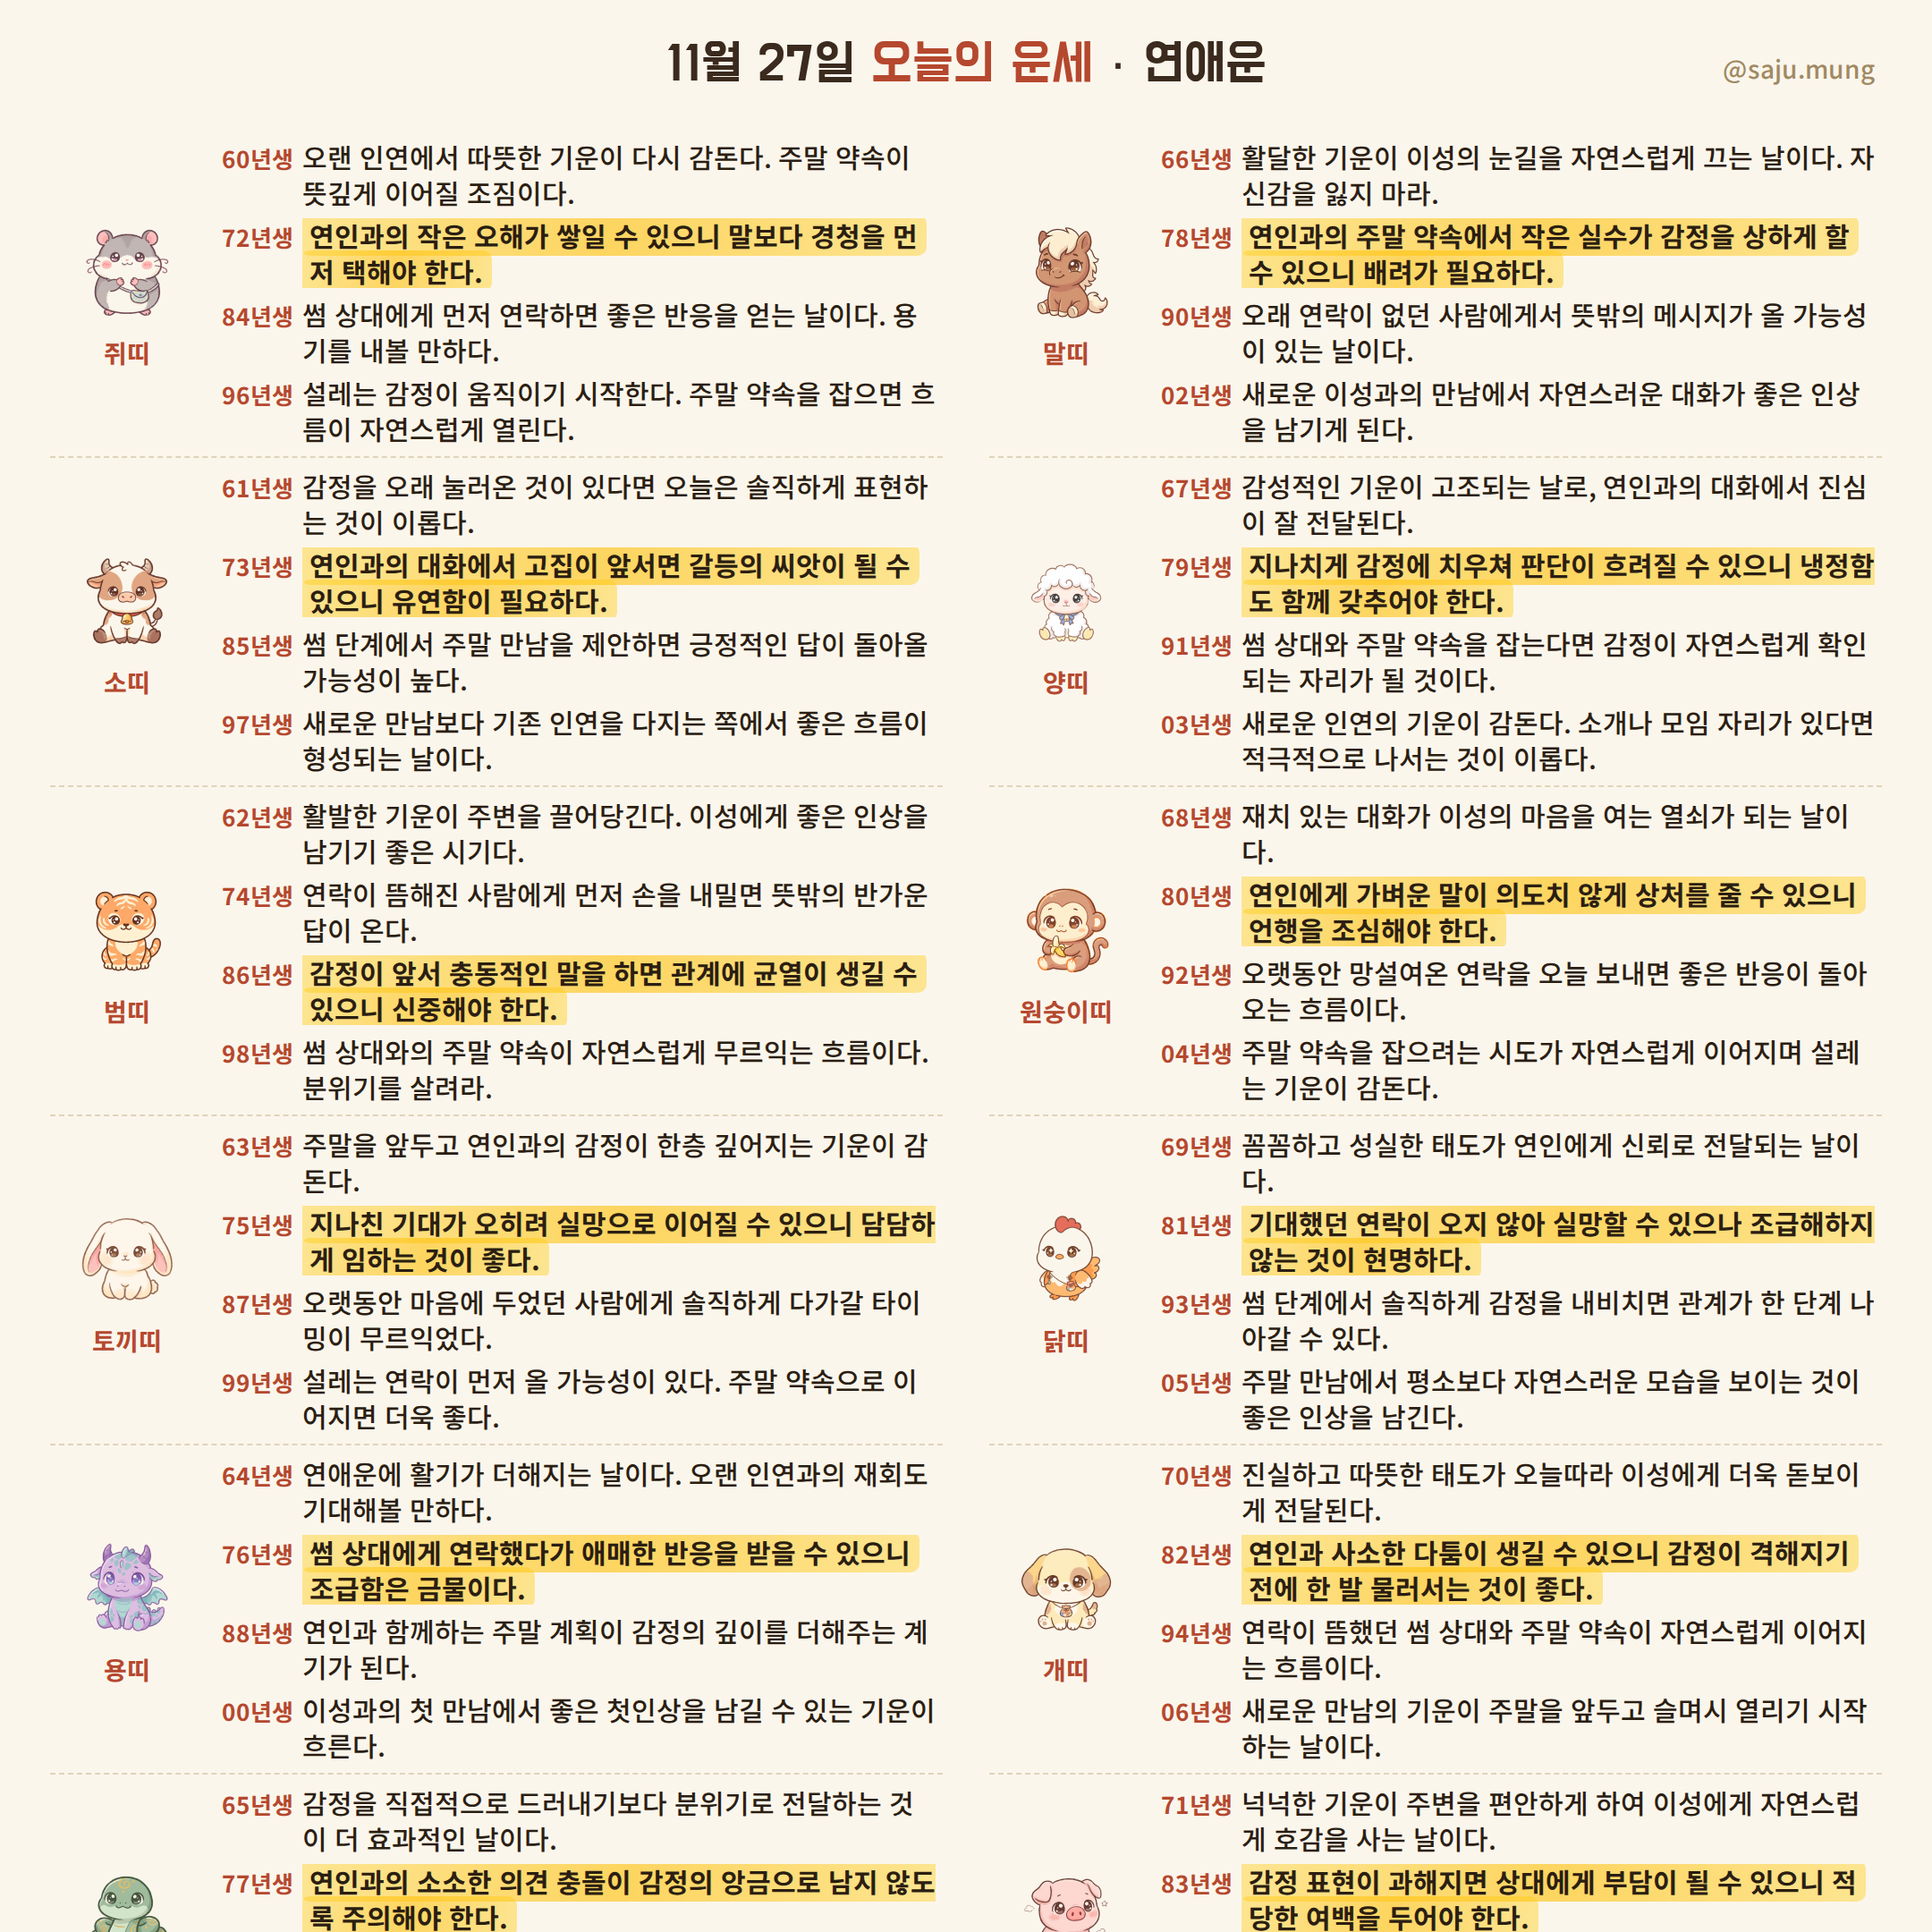 11월 27일 오늘의 운세 · 연애운
@saju.mung
60년생 오랜 인연에서 따뜻한 기운이 다시 감돈다. 주말 약속이
뜻깊게 이어질 조짐이다.
72년생 연인과의 작은 오해가 쌓일 수 있으니 말보다 경청을 먼
저 택해야 한다.
84년생 썸 상대에게 먼저 연락하면 좋은 반응을 얻는 날이다. 용
기를 내볼 만하다.
쥐띠
96년생 설레는 감정이 움직이기 시작한다. 주말 약속을 잡으면 흐
름이 자연스럽게 열린다.
61년생 감정을 오래 눌러온 것이 있다면 오늘은 솔직하게 표현하
는 것이 이롭다.
73년생 연인과의 대화에서 고집이 앞서면 갈등의 씨앗이 될 수
있으니 유연함이 필요하다.
85년생 썸 단계에서 주말 만남을 제안하면 긍정적인 답이 돌아올
가능성이 높다.
소띠
97년생 새로운 만남보다 기존 인연을 다지는 쪽에서 좋은 흐름이
형성되는 날이다.
62년생 활발한 기운이 주변을 끌어당긴다. 이성에게 좋은 인상을
남기기 좋은 시기다.
74년생 연락이 뜸해진 사람에게 먼저 손을 내밀면 뜻밖의 반가운
답이 온다.
86년생 감정이 앞서 충동적인 말을 하면 관계에 균열이 생길 수
있으니 신중해야 한다.
범띠
98년생 썸 상대와의 주말 약속이 자연스럽게 무르익는 흐름이다.
분위기를 살려라.
63년생 주말을 앞두고 연인과의 감정이 한층 깊어지는 기운이 감
돈다.
75년생 지나친 기대가 오히려 실망으로 이어질 수 있으니 담담하
게 임하는 것이 좋다.
87년생 오랫동안 마음에 두었던 사람에게 솔직하게 다가갈 타이
밍이 무르익었다.
토끼띠
99년생 설레는 연락이 먼저 올 가능성이 있다. 주말 약속으로 이
어지면 더욱 좋다.
64년생 연애운에 활기가 더해지는 날이다. 오랜 인연과의 재회도
기대해볼 만하다.
76년생 썸 상대에게 연락했다가 애매한 반응을 받을 수 있으니
조급함은 금물이다.
88년생 연인과 함께하는 주말 계획이 감정의 깊이를 더해주는 계
기가 된다.
용띠
00년생 이성과의 첫 만남에서 좋은 첫인상을 남길 수 있는 기운이
흐른다.
65년생 감정을 직접적으로 드러내기보다 분위기로 전달하는 것
이 더 효과적인 날이다.
77년생 연인과의 소소한 의견 충돌이 감정의 앙금으로 남지 않도
록 주의해야 한다.
66년생 활달한 기운이 이성의 눈길을 자연스럽게 끄는 날이다. 자
신감을 잃지 마라.
78년생 연인과의 주말 약속에서 작은 실수가 감정을 상하게 할
수 있으니 배려가 필요하다.
90년생 오래 연락이 없던 사람에게서 뜻밖의 메시지가 올 가능성
이 있는 날이다.
말띠
02년생 새로운 이성과의 만남에서 자연스러운 대화가 좋은 인상
을 남기게 된다.
67년생 감성적인 기운이 고조되는 날로, 연인과의 대화에서 진심
이 잘 전달된다.
79년생 지나치게 감정에 치우쳐 판단이 흐려질 수 있으니 냉정함
도 함께 갖추어야 한다.
91년생 썸 상대와 주말 약속을 잡는다면 감정이 자연스럽게 확인
되는 자리가 될 것이다.
양띠
03년생 새로운 인연의 기운이 감돈다. 소개나 모임 자리가 있다면
적극적으로 나서는 것이 이롭다.
68년생 재치 있는 대화가 이성의 마음을 여는 열쇠가 되는 날이
다.
80년생 연인에게 가벼운 말이 의도치 않게 상처를 줄 수 있으니
언행을 조심해야 한다.
92년생 오랫동안 망설여온 연락을 오늘 보내면 좋은 반응이 돌아
오는 흐름이다.
원숭이띠
04년생 주말 약속을 잡으려는 시도가 자연스럽게 이어지며 설레
는 기운이 감돈다.
69년생 꼼꼼하고 성실한 태도가 연인에게 신뢰로 전달되는 날이
다.
81년생 기대했던 연락이 오지 않아 실망할 수 있으나 조급해하지
않는 것이 현명하다.
93년생 썸 단계에서 솔직하게 감정을 내비치면 관계가 한 단계 나
아갈 수 있다.
닭띠
05년생 주말 만남에서 평소보다 자연스러운 모습을 보이는 것이
좋은 인상을 남긴다.
70년생 진실하고 따뜻한 태도가 오늘따라 이성에게 더욱 돋보이
게 전달된다.
82년생 연인과 사소한 다툼이 생길 수 있으니 감정이 격해지기
전에 한 발 물러서는 것이 좋다.
94년생 연락이 뜸했던 썸 상대와 주말 약속이 자연스럽게 이어지
는 흐름이다.
개띠
06년생 새로운 만남의 기운이 주말을 앞두고 슬며시 열리기 시작
하는 날이다.
71년생 넉넉한 기운이 주변을 편안하게 하여 이성에게 자연스럽
게 호감을 사는 날이다.
83년생 감정 표현이 과해지면 상대에게 부담이 될 수 있으니 적
당한 여백을 두어야 한다.